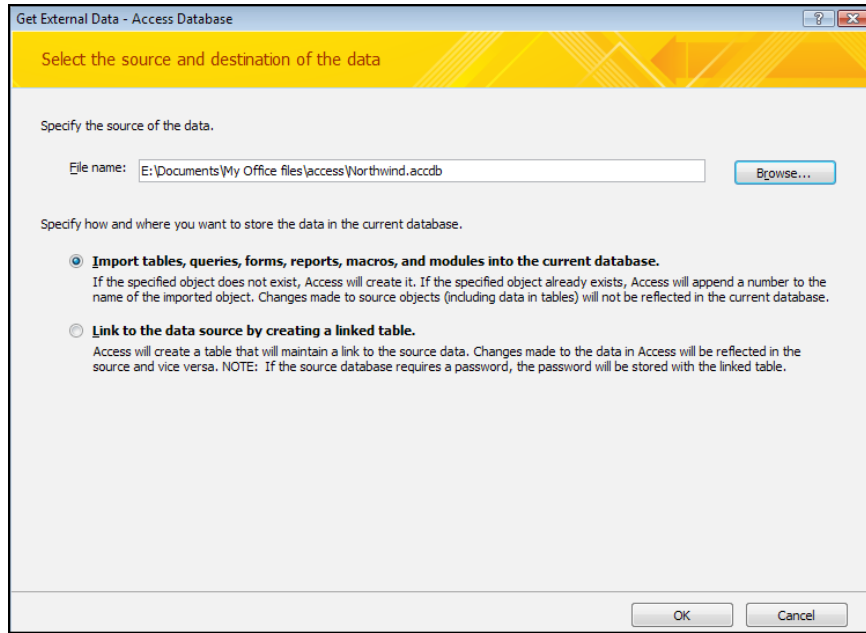 Get External Data - Access Database
Select the source and destination of the data
Specify the source of the data.
File name: E:\Documents\My Office files\access\Northwind.accdb Browse...
Specify how and where you want to store the data in the current database.
Import tables, queries, forms, reports, macros, and modules into the current database.
If the specified object does not exist, Access will create it. If the specified object already exists, Access will append a number to the
name of the imported object. Changes made to source objects (including data in tables) will not be reflected in the current database.
Link to the data source by creating a linked table.
Access will create a table that will maintain a link to the source data. Changes made to the data in Access will be reflected in the
source and vice versa. NOTE: If the source database requires a password, the password will be stored with the linked table.
OK Cancel